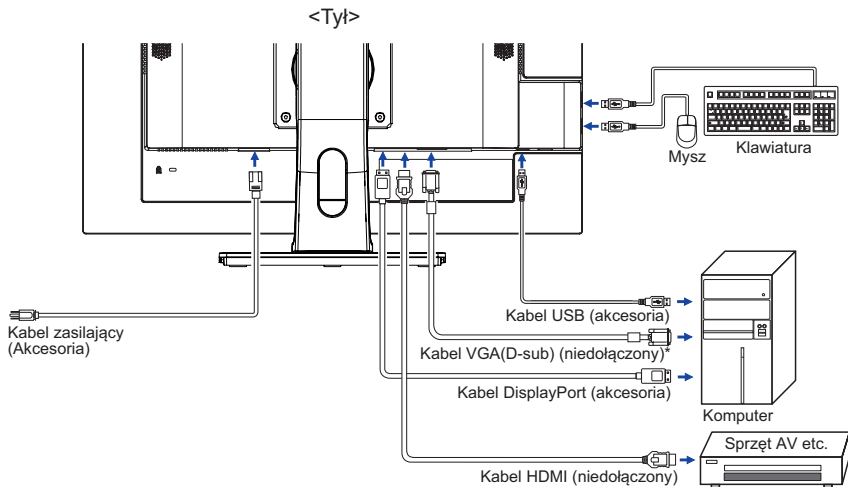 <Tył>
Mysz
Klawiatura
Kabel zasilający
(Akcesoria)
Kabel USB (akcesoria)
Kabel VGA(D-sub) (niedołączony)*
Kabel DisplayPort (akcesoria)
Komputer
Sprzęt AV etc.
Kabel HDMI (niedołączony)